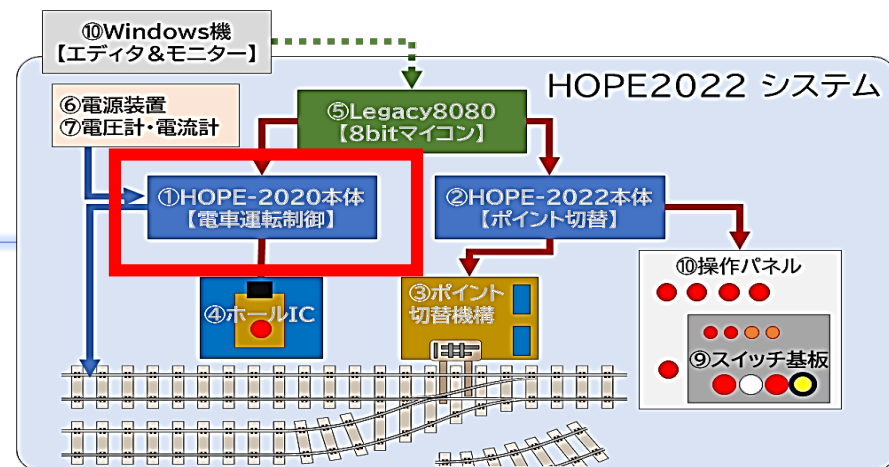 ⑩Windows機
【エディタ&モニター】
HOPE2022 システム
⑥電源装置
⑦電圧計・電流計
⑤Legacy8080
【8bitマイコン】
①HOPE-2020本体
【電車運転制御】
②HOPE-2022本体
【ポイント切替】
④ホールIC
③ポイント
切替機構
⑩操作パネル
⑨スイッチ基板